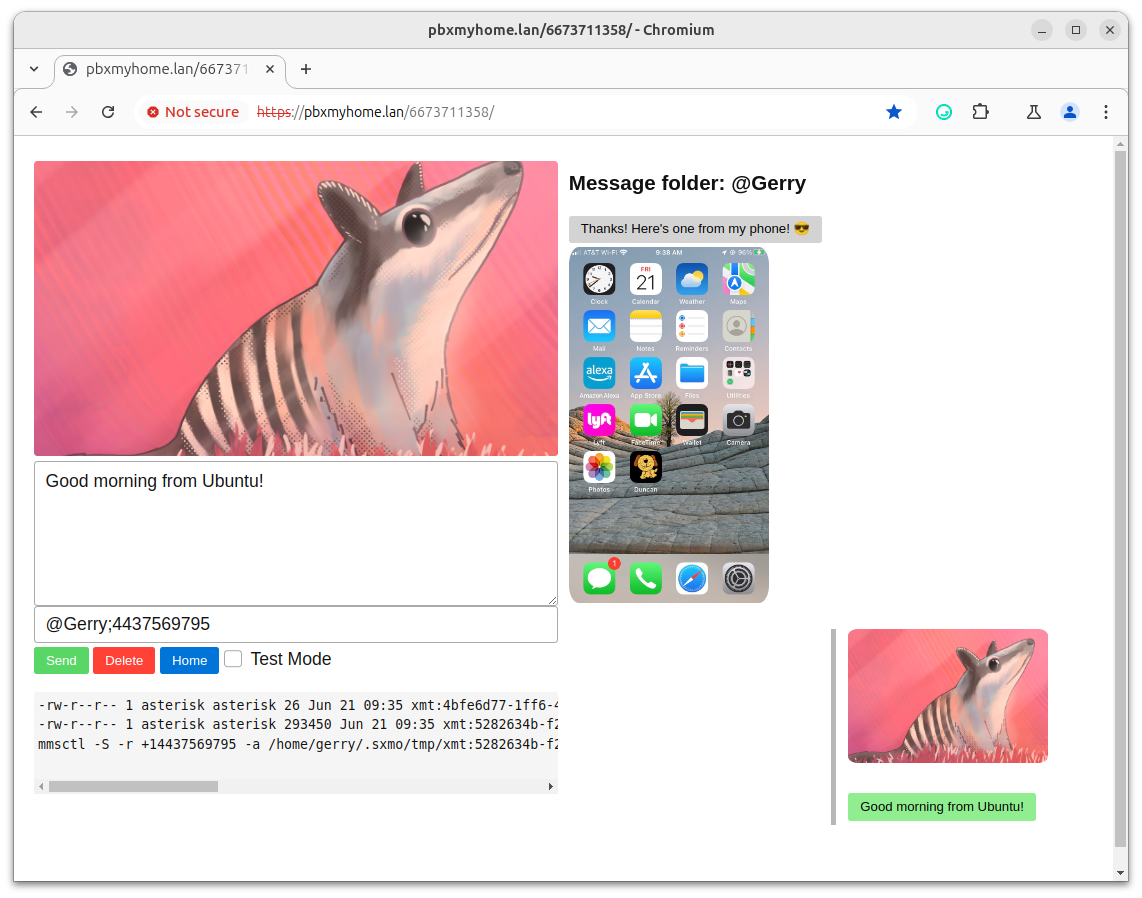 pbxmyhome.lan/6673711358/ - Chromium
pbxmyhome.lan/667371
Not secure
https://pbxmyhome.lan/6673711358/
Message folder: @Gerry
Thanks! Here's one from my phone! 😎
AT&T Wi-Fi 9:38 AM 96%
FRI
21
Clock Calendar Weather Maps
Mail Notes Reminders Contacts
alexa
Amazon Alexa App Store Files Utilities
lyft
Lyft FaceTime Wallet Camera
Photos Duncan
1
Good morning from Ubuntu!
@Gerry;4437569795
Send Delete Home Test Mode
-rw-r--r-- 1 asterisk asterisk 26 Jun 21 09:35 xmt:4bfe6d77-1ff6-4
-rw-r--r-- 1 asterisk asterisk 293450 Jun 21 09:35 xmt:5282634b-f2
mmsctl -S -r +14437569795 -a /home/gerry/.sxmo/tmp/xmt:5282634b-f2
Good morning from Ubuntu!